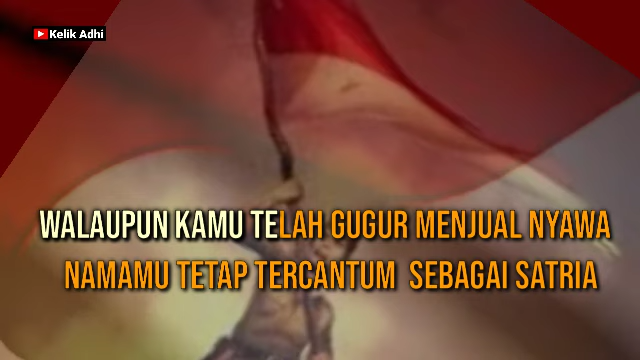 Kelik Adhi
WALAUPUN KAMU TELAH GUGUR MENJUAL NYAWA
NAMAMU TETAP TERCANTUM SEBAGAI SATRIA